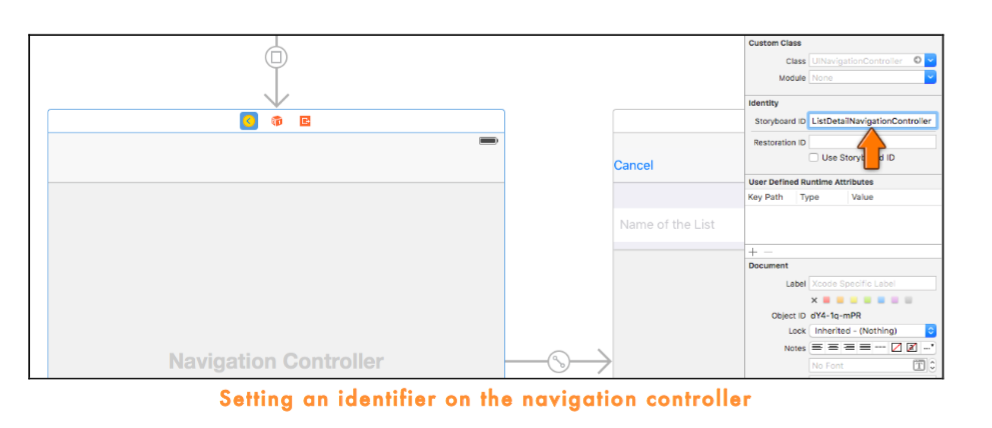 Custom Class
Class UINavigationController
Module None
Identity
Storyboard ID ListDetailNavigationController
Restoration ID
Use Storyboard ID
User Defined Runtime Attributes
Key Path Type Value
+ −
Document
Label Xcode Specific Label
Object ID dY4-1q-mPR
Lock Inherited - (Nothing)
Notes
No Font
Cancel
Name of the List
Navigation Controller
Setting an identifier on the navigation controller